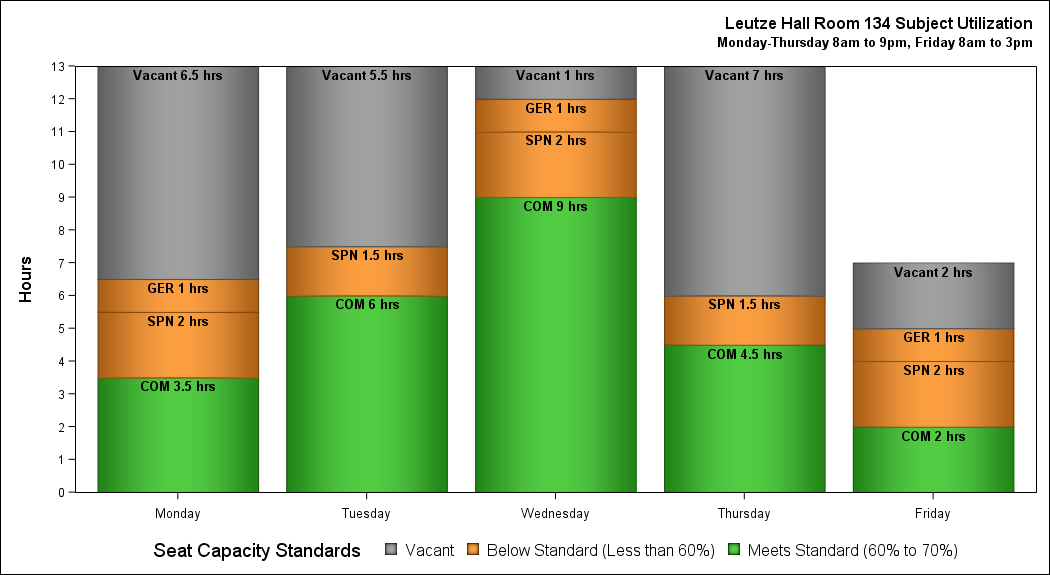 Leutze Hall Room 134 Subject Utilization
Monday-Thursday 8am to 9pm, Friday 8am to 3pm
Hours
13
12
11
10
9
8
7
6
5
4
3
2
1
0
Vacant 6.5 hrs
GER 1 hrs
SPN 2 hrs
COM 3.5 hrs
Vacant 5.5 hrs
SPN 1.5 hrs
COM 6 hrs
Vacant 1 hrs
GER 1 hrs
SPN 2 hrs
COM 9 hrs
Vacant 7 hrs
SPN 1.5 hrs
COM 4.5 hrs
Vacant 2 hrs
GER 1 hrs
SPN 2 hrs
COM 2 hrs
Monday Tuesday Wednesday Thursday Friday
Seat Capacity Standards Vacant Below Standard (Less than 60%) Meets Standard (60% to 70%)